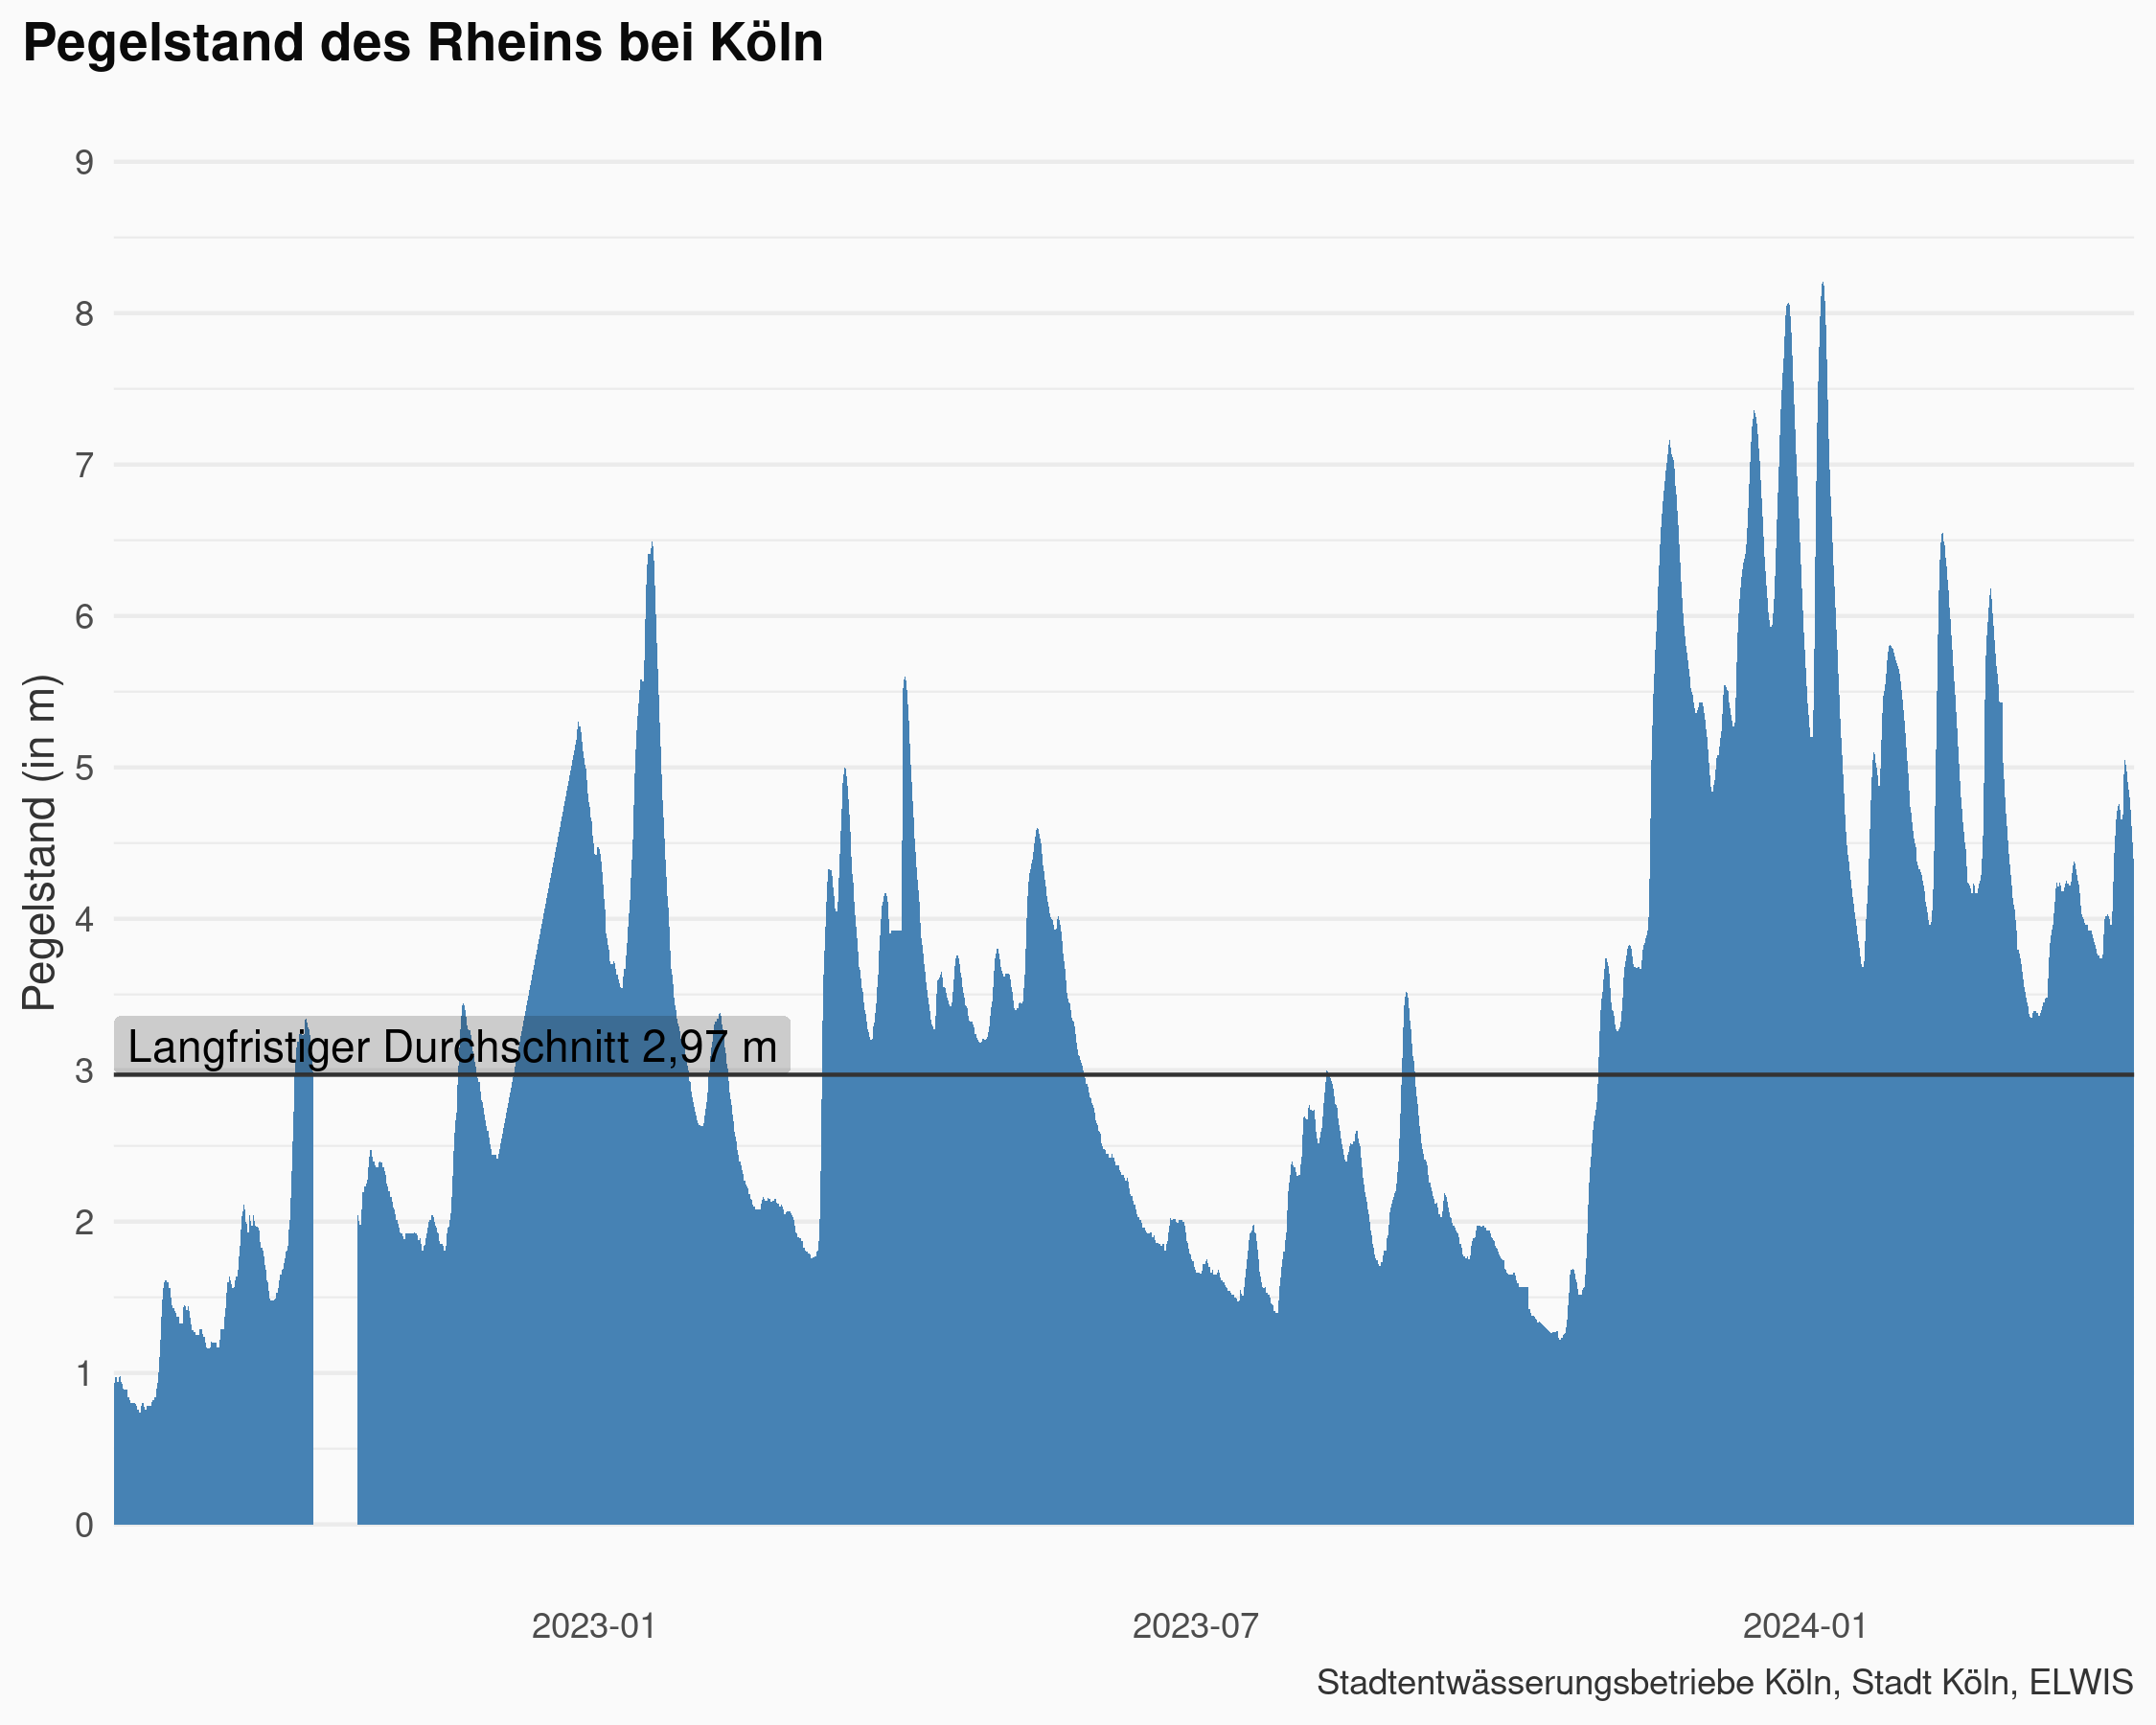 Pegelstand des Rheins bei Köln
9
8
7
6
5
4
3
2
1
0
Pegelstand (in m)
Langfristiger Durchschnitt 2,97 m
2023-01 2023-07 2024-01
Stadtentwässerungsbetriebe Köln, Stadt Köln, ELWIS